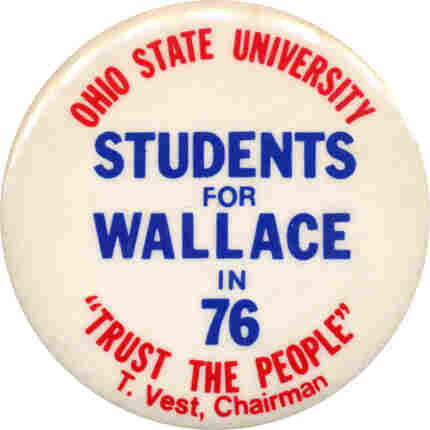 OHIO STATE UNIVERSITY
STUDENTS
FOR
WALLACE
IN
76
"TRUST THE PEOPLE"
T. Vest, Chairman